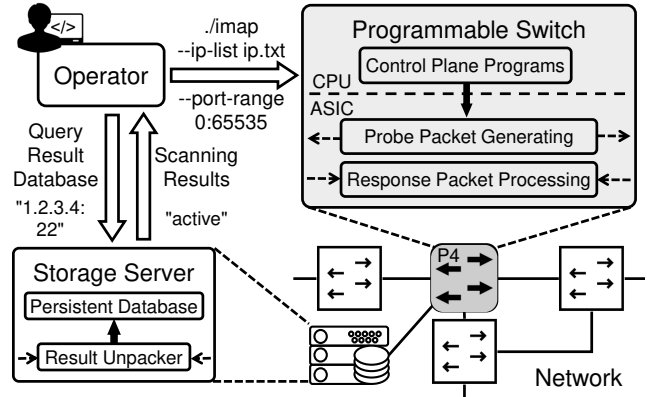 </>
Operator
./imap
--ip-list ip.txt
--port-range
0:65535
Programmable Switch
Control Plane Programs
CPU
ASIC
Probe Packet Generating
Response Packet Processing
Query
Result
Database
"1.2.3.4:
22"
Scanning
Results
"active"
Storage Server
Persistent Database
Result Unpacker
P4
Network